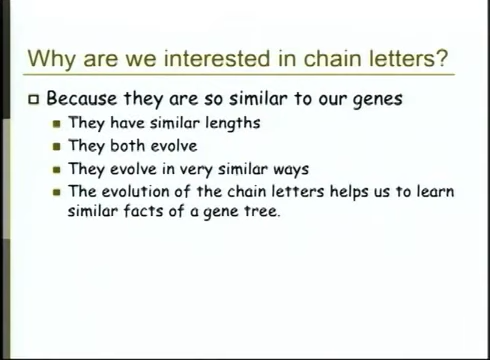 Why are we interested in chain letters?
Because they are so similar to our genes
They have similar lengths
They both evolve
They evolve in very similar ways
The evolution of the chain letters helps us to learn
similar facts of a gene tree.